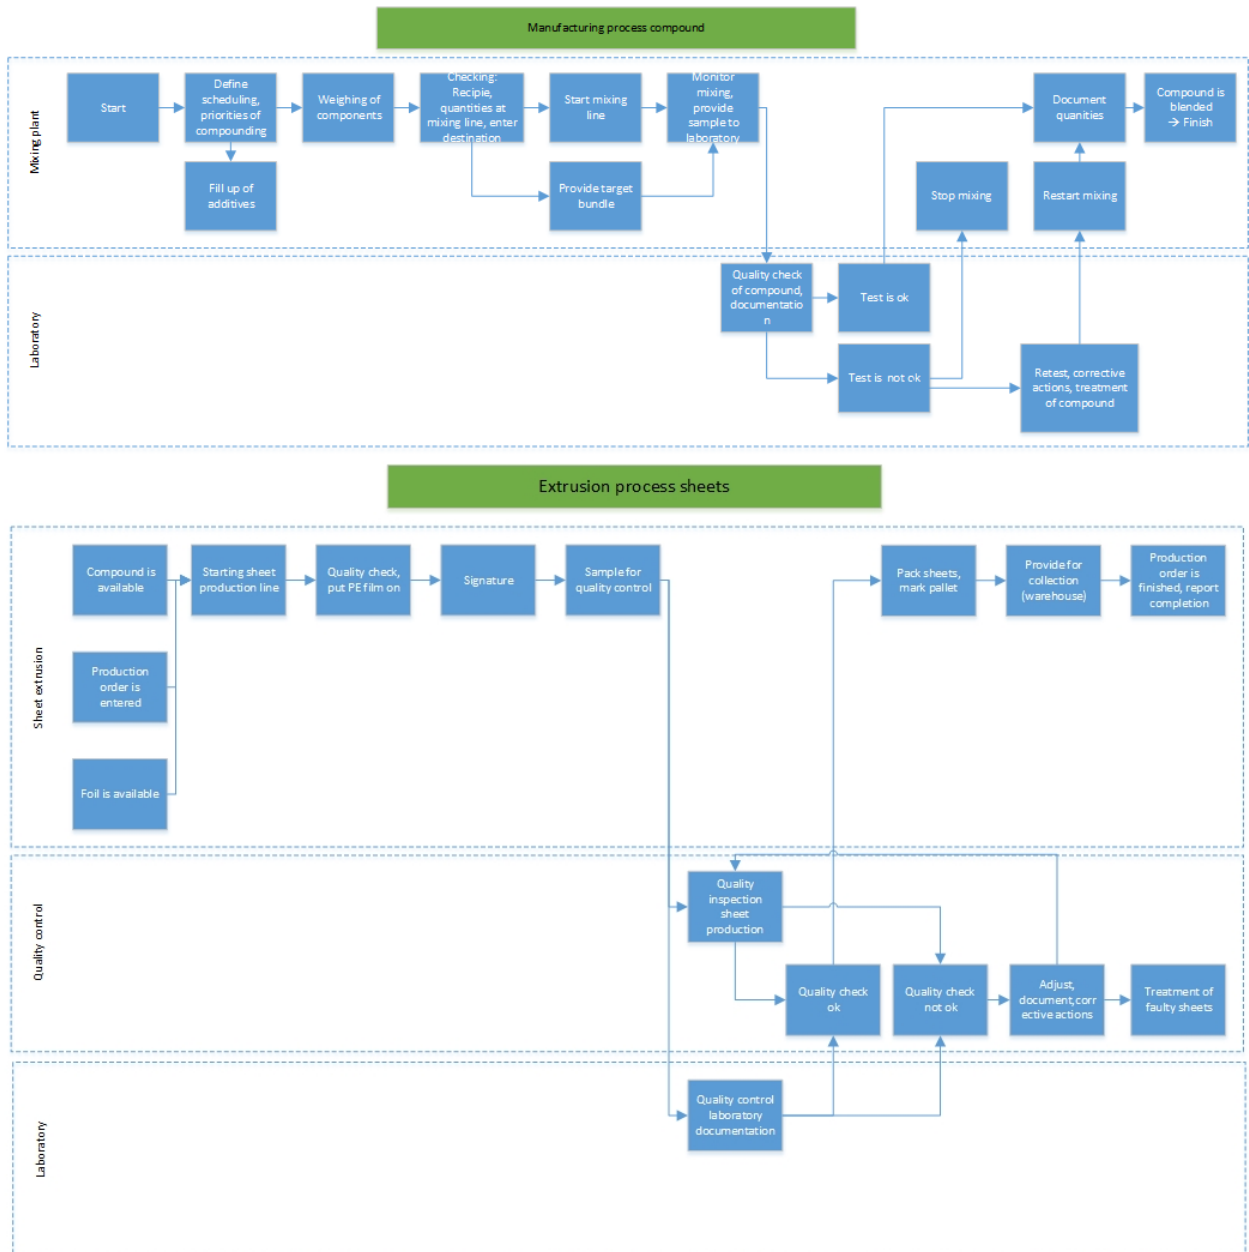 Manufacturing process compound
Mixing plant
Start
Define
scheduling,
priorities of
compounding
Weighing of
components
Checking:
Recipie,
quantities at
mixing line, enter
destination
Start mixing
line
Monitor
mixing,
provide
sample to
laboratory
Document
quanities
Compound is
blended
→ Finish
Fill up of
additives
Provide target
bundle
Stop mixing
Restart mixing
Laboratory
Quality check
of compound,
documentatio
n
Test is ok
Test is not ok
Retest, corrective
actions, treatment
of compound
Extrusion process sheets
Sheet extrusion
Compound is
available
Starting sheet
production line
Quality check,
put PE film on
Signature
Sample for
quality control
Pack sheets,
mark pallet
Provide for
collection
(warehouse)
Production
order is
finished, report
completion
Production
order is
entered
Foil is available
Quality control
Quality
inspection
sheet
production
Quality check
ok
Quality check
not ok
Adjust,
document,corr
ective actions
Treatment of
faulty sheets
Laboratory
Quality control
laboratory
documentation